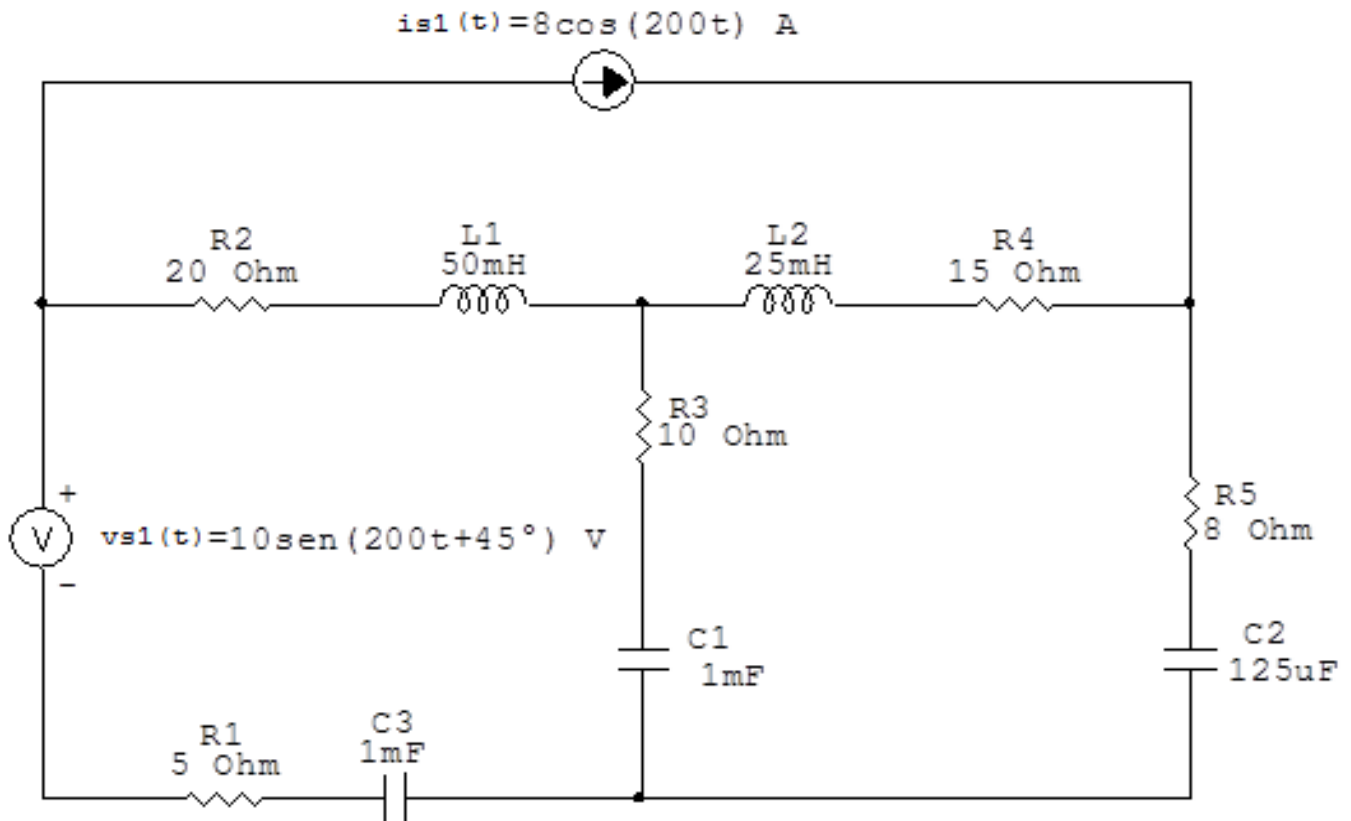 is1(t)=8cos(200t) A
R2
20 Ohm
L1
50mH
L2
25mH
R4
15 Ohm
R3
10 Ohm
+
V
-
vs1(t)=10sen(200t+45°) V
R5
8 Ohm
C1
1mF
C2
125uF
R1
5 Ohm
C3
1mF